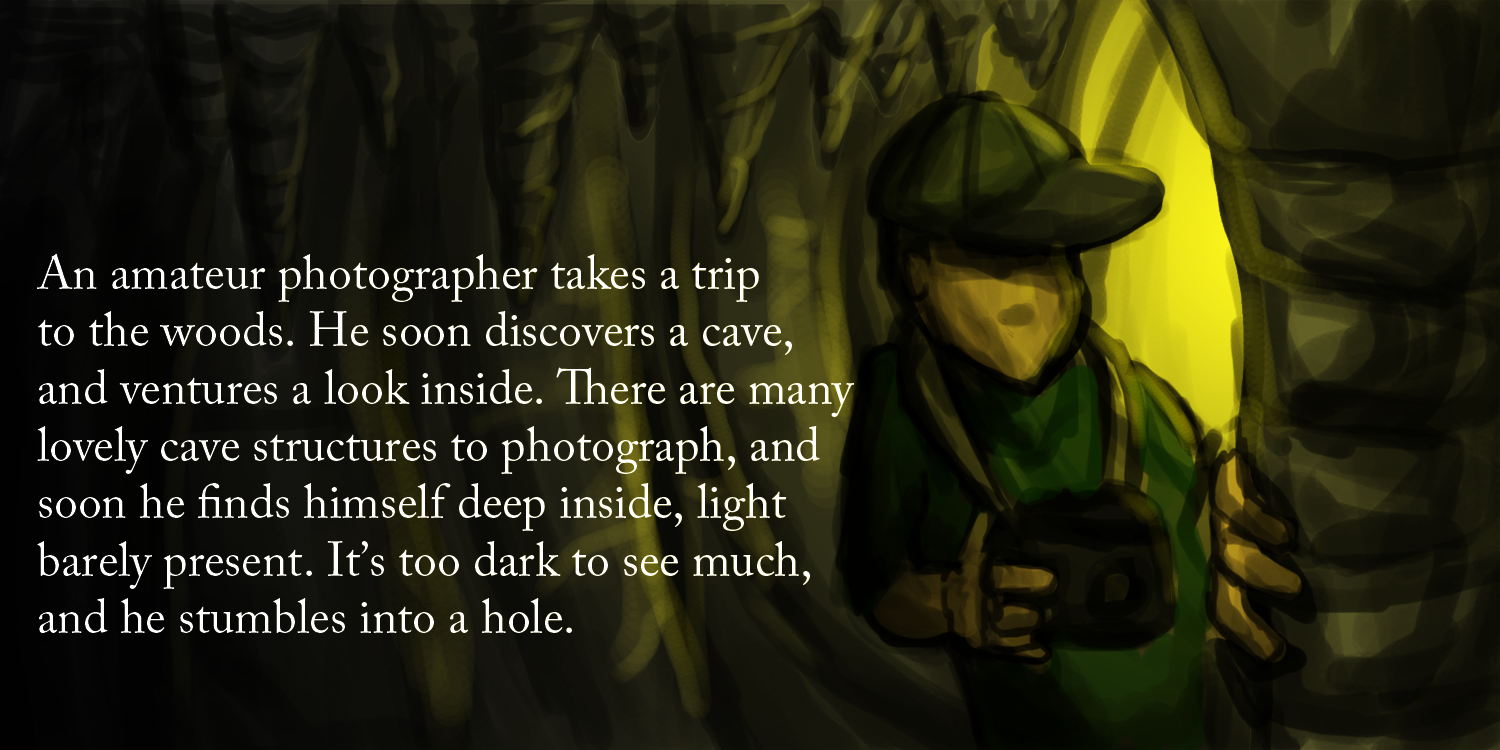 An amateur photographer takes a trip
to the woods. He soon discovers a cave,
and ventures a look inside. There are many
lovely cave structures to photograph, and
soon he finds himself deep inside, light
barely present. It’s too dark to see much,
and he stumbles into a hole.